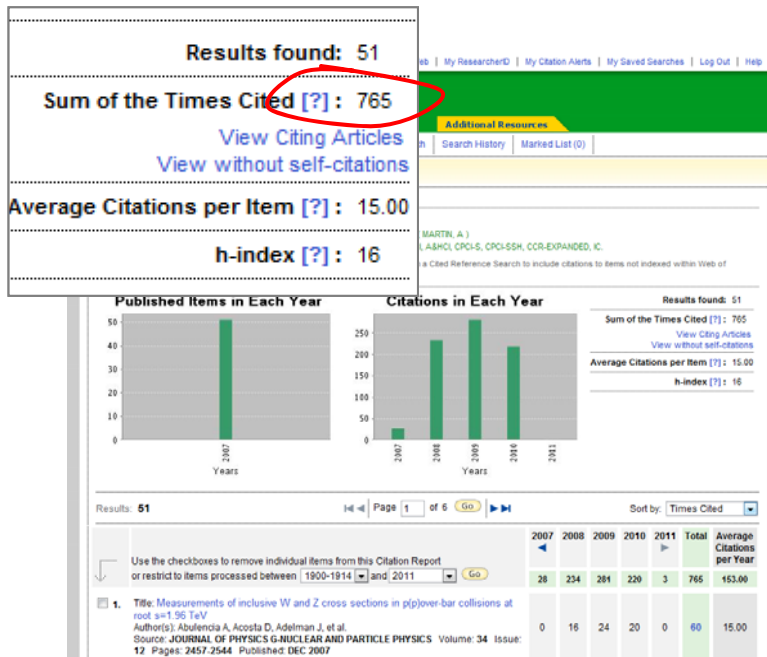 Results found: 51
Sum of the Times Cited [?] : 765
View Citing Articles
View without self-citations
Average Citations per Item [?] : 15.00
h-index [?] : 16
eb | My ResearcherID | My Citation Alerts | My Saved Searches | Log Out | Help
Additional Resources
Search History | Marked List (0)
MARTIN, A.)
A&HCI, CPCI-S, CPCI-SSH, CCR-EXPANDED, IC.
a Cited Reference Search to include citations to items not indexed within Web of
Published Items in Each Year
50
40
30
20
10
0
2007
Years
Citations in Each Year
250
200
150
100
50
0
2007 2008 2009 2010 2011
Years
Results found: 51
Sum of the Times Cited [?] : 765
View Citing Articles
View without self-citations
Average Citations per Item [?] : 15.00
h-index [?] : 16
Results: 51 Page 1 of 6 Go Sort by: Times Cited
2007 2008 2009 2010 2011 Total Average Citations per Year
Use the checkboxes to remove individual items from this Citation Report
or restrict to items processed between 1900-1914 and 2011 Go
28 234 281 220 3 765 153.00
1. Title: Measurements of inclusive W and Z cross sections in p(p)over-bar collisions at
root s=1.96 TeV
Author(s): Abulencia A, Acosta D, Adelman J, et al.
Source: JOURNAL OF PHYSICS G-NUCLEAR AND PARTICLE PHYSICS Volume: 34 Issue:
12 Pages: 2457-2544 Published: DEC 2007
0 16 24 20 0 60 15.00